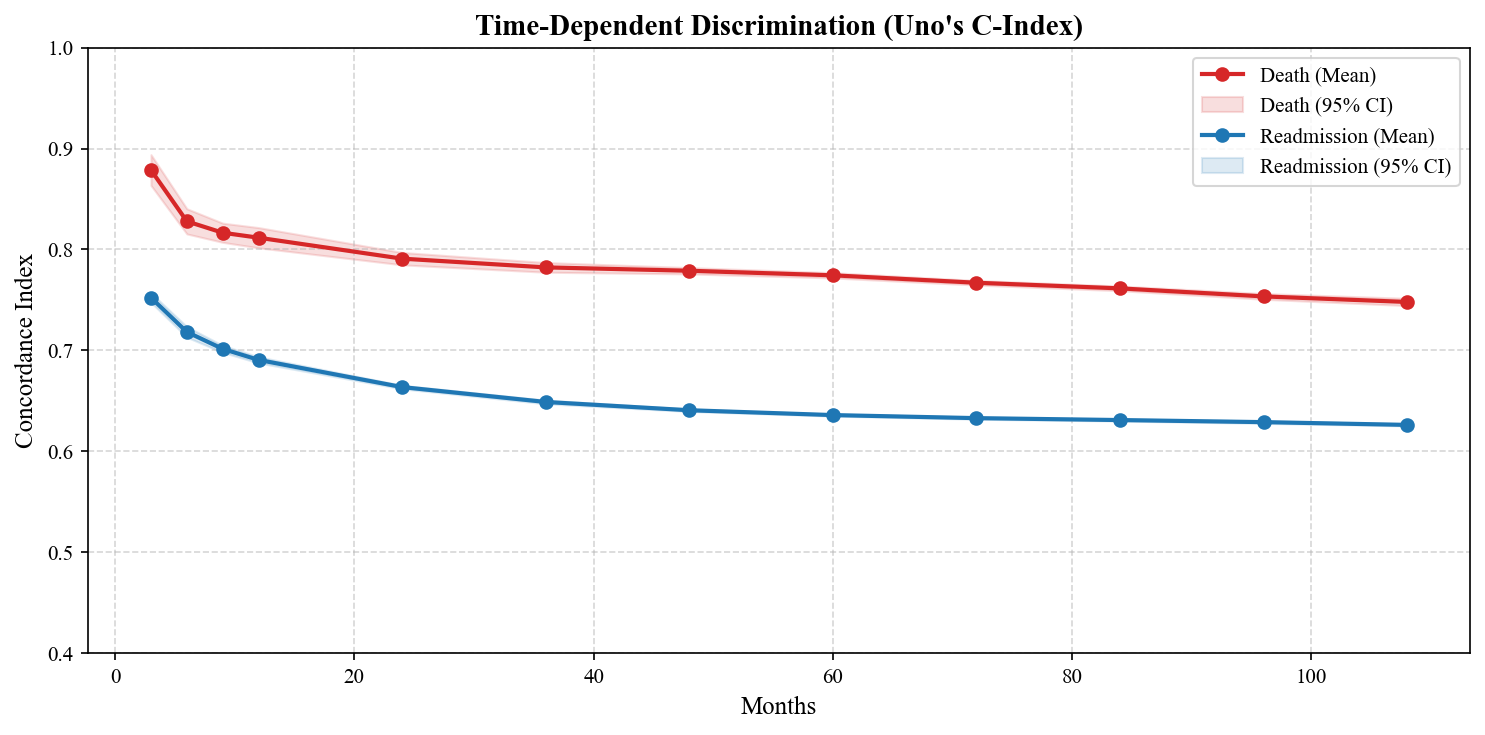 Time-Dependent Discrimination (Uno's C-Index)
1.0
0.9
0.8
0.7
0.6
0.5
0.4
Concordance Index
Death (Mean)
Death (95% CI)
Readmission (Mean)
Readmission (95% CI)
0 20 40 60 80 100
Months